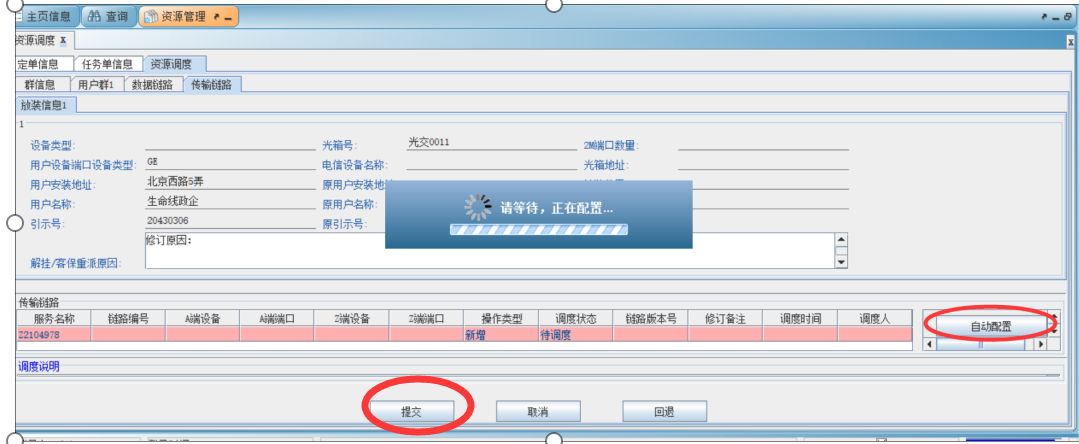 主页信息 查询 资源管理
资源调度 x
定单信息 任务单信息 资源调度
群信息 用户群1 数据链路 传输链路
放装信息1
1
设备类型: 光箱号: 光交0011 2M端口数量:
用户设备端口设备类型: GE 电信设备名称: 光箱地址:
用户安装地址: 北京西路5弄 原用户安装地址
用户名称: 生命线政企 原用户名称:
引示号: 20430306 原引示号:
请等待，正在配置...
修订原因:
解挂/客保重派原因:
传输链路
服务名称 链路编号 A端设备 A端端口 Z端设备 Z端端口 操作类型 调度状态 链路版本号 修订备注 调度时间 调度人
Z2104978 新增 待调度
自动配置
调度说明
提交 取消 回退